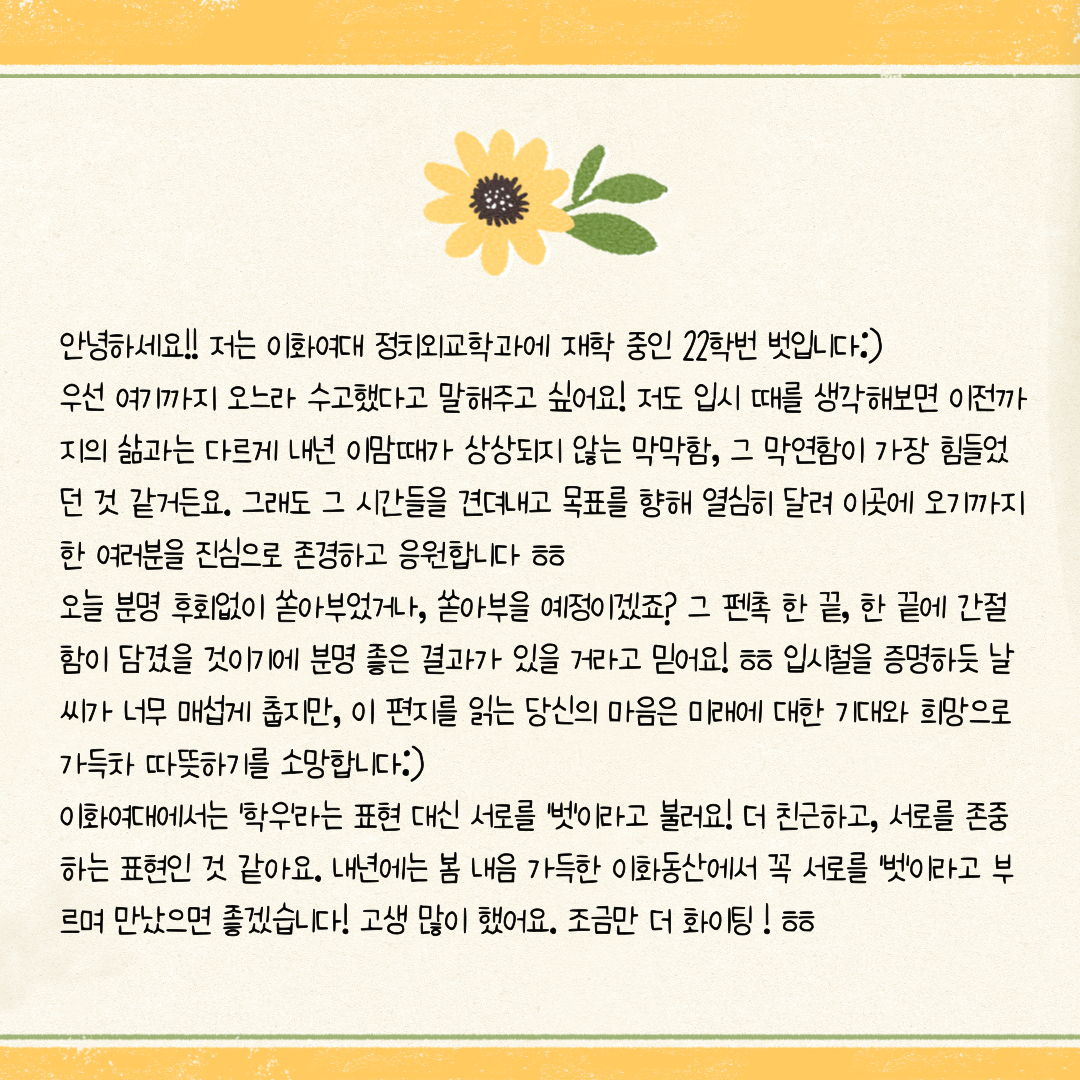 안녕하세요!! 저는 이화여대 정치외교학과에 재학 중인 22학번 벗입니다:)
우선 여기까지 오느라 수고했다고 말해주고 싶어요! 저도 입시 때를 생각해보면 이전까
지의 삶과는 다르게 내년 이맘때가 상상되지 않는 막막함, 그 막연함이 가장 힘들었
던 것 같거든요. 그래도 그 시간들을 견뎌내고 목표를 향해 열심히 달려 이곳에 오기까지
한 여러분을 진심으로 존경하고 응원합니다 ㅎㅎ
오늘 분명 후회없이 쏟아부었거나, 쏟아부을 예정이겠죠? 그 펜촉 한 끝, 한 끝에 간절
함이 담겼을 것이기에 분명 좋은 결과가 있을 거라고 믿어요! ㅎㅎ 입시철을 증명하듯 날
씨가 너무 매섭게 춥지만, 이 편지를 읽는 당신의 마음은 미래에 대한 기대와 희망으로
가득차 따뜻하기를 소망합니다:)
이화여대에서는 '학우'라는 표현 대신 서로를 '벗'이라고 불러요! 더 친근하고, 서로를 존중
하는 표현인 것 같아요. 내년에는 봄 내음 가득한 이화동산에서 꼭 서로를 '벗'이라고 부
르며 만났으면 좋겠습니다! 고생 많이 했어요. 조금만 더 화이팅 ! ㅎㅎ